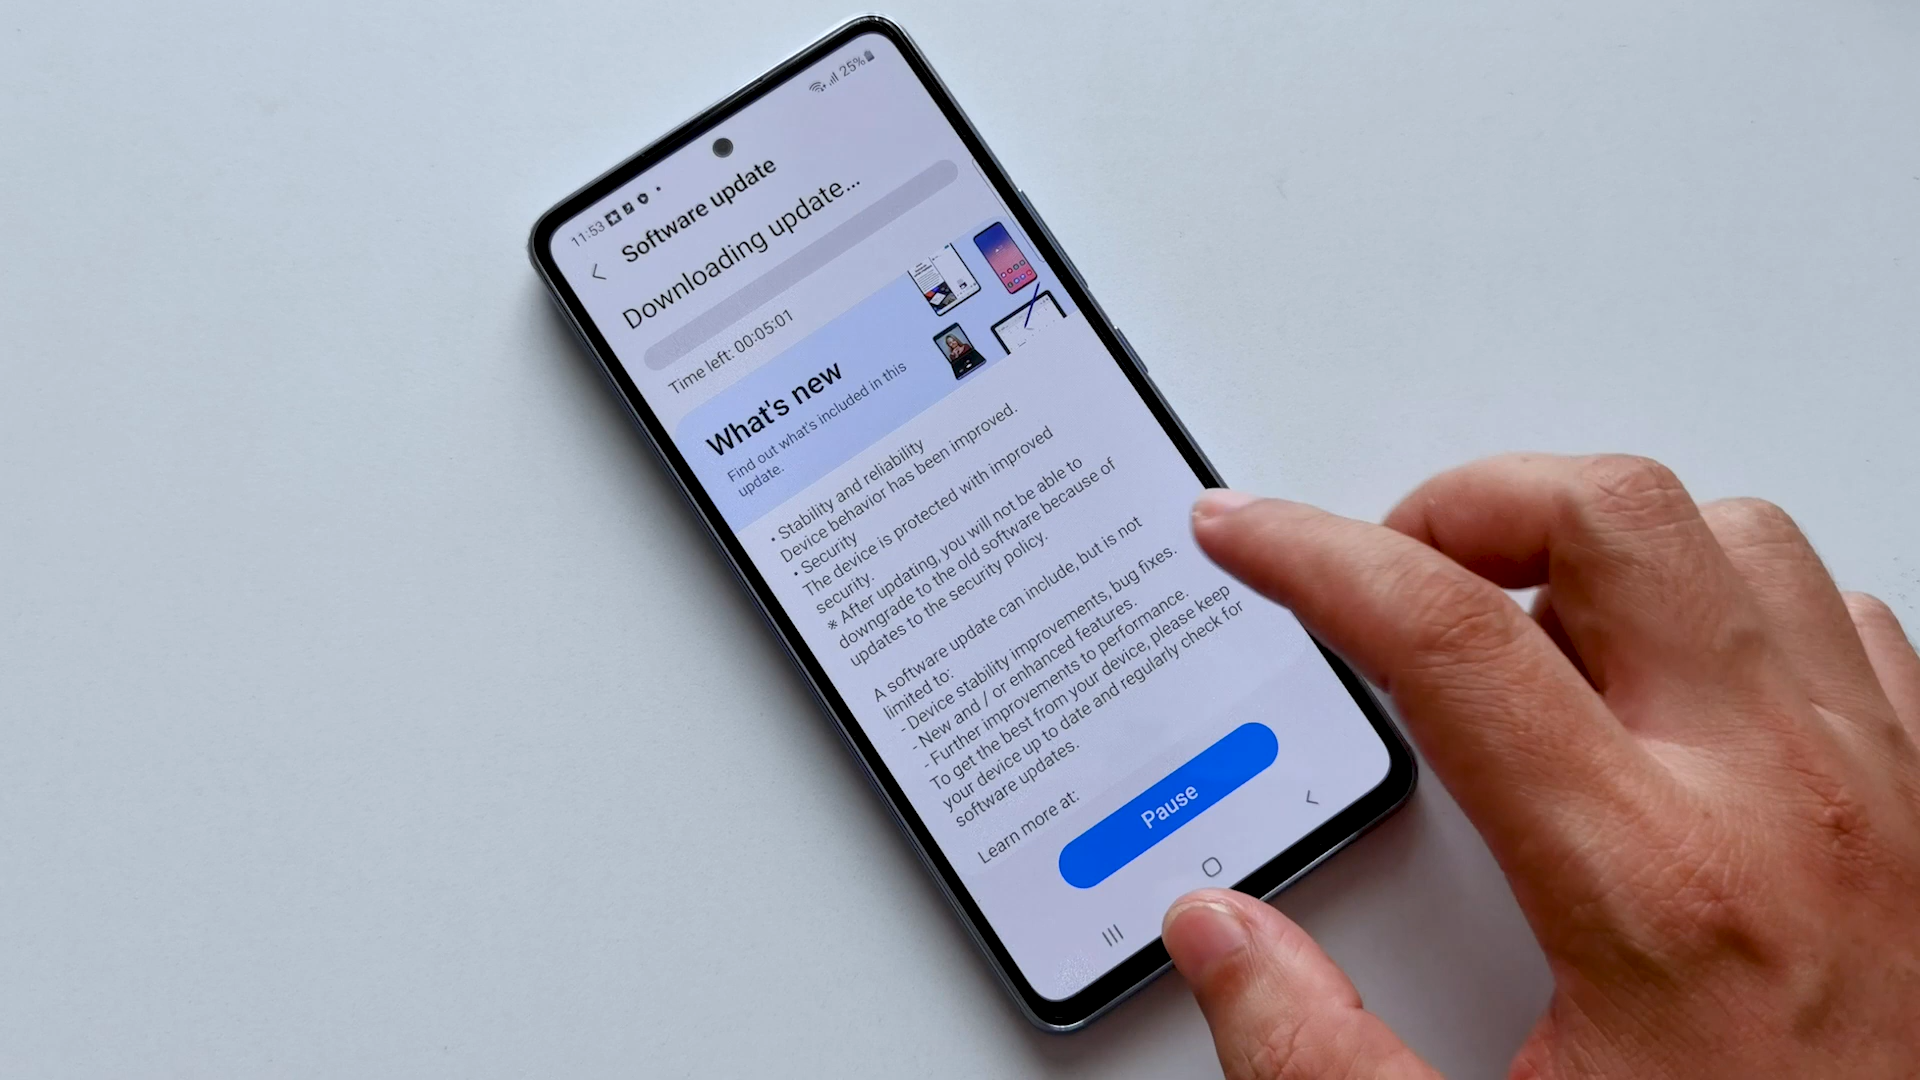 11:53
25%
Software update
Downloading update...
Time left: 00:05:01
What's new
Find out what's included in this
update.
• Stability and reliability
Device behavior has been improved.
• Security
The device is protected with improved
security.
※ After updating, you will not be able to
downgrade to the old software because of
updates to the security policy.
A software update can include, but is not
limited to:
- Device stability improvements, bug fixes.
- New and / or enhanced features.
- Further improvements to performance.
To get the best from your device, please keep
your device up to date and regularly check for
software updates.
Learn more at:
Pause